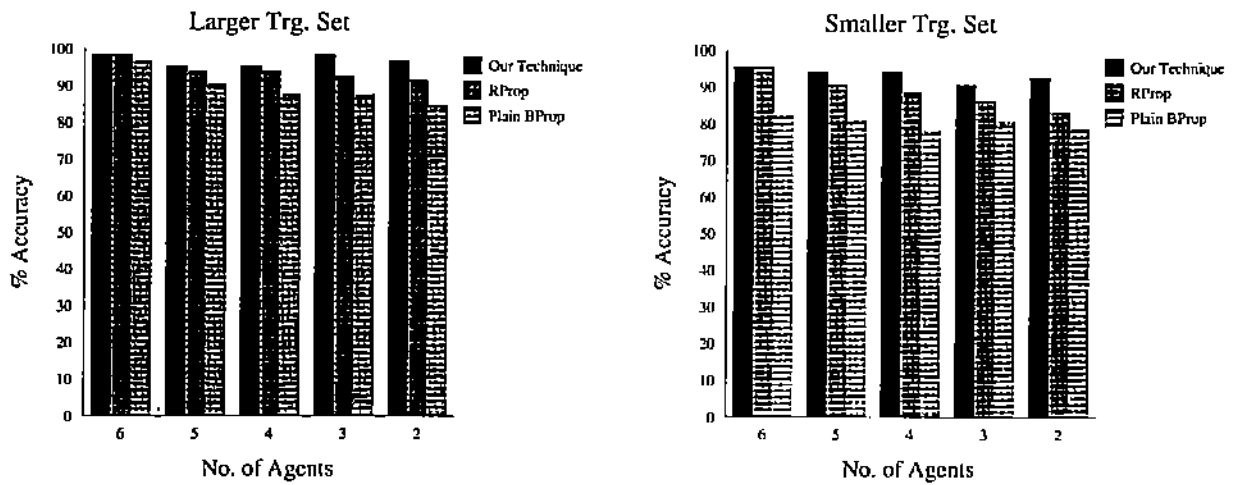 Larger Trg. Set
100
90
80
70
60
50
40
30
20
10
0
% Accuracy
6 5 4 3 2
No. of Agents
Our Technique
RProp
Plain BProp
Smaller Trg. Set
100
90
80
70
60
50
40
30
20
10
0
% Accuracy
6 5 4 3 2
No. of Agents
Our Technique
RProp
Plain BProp